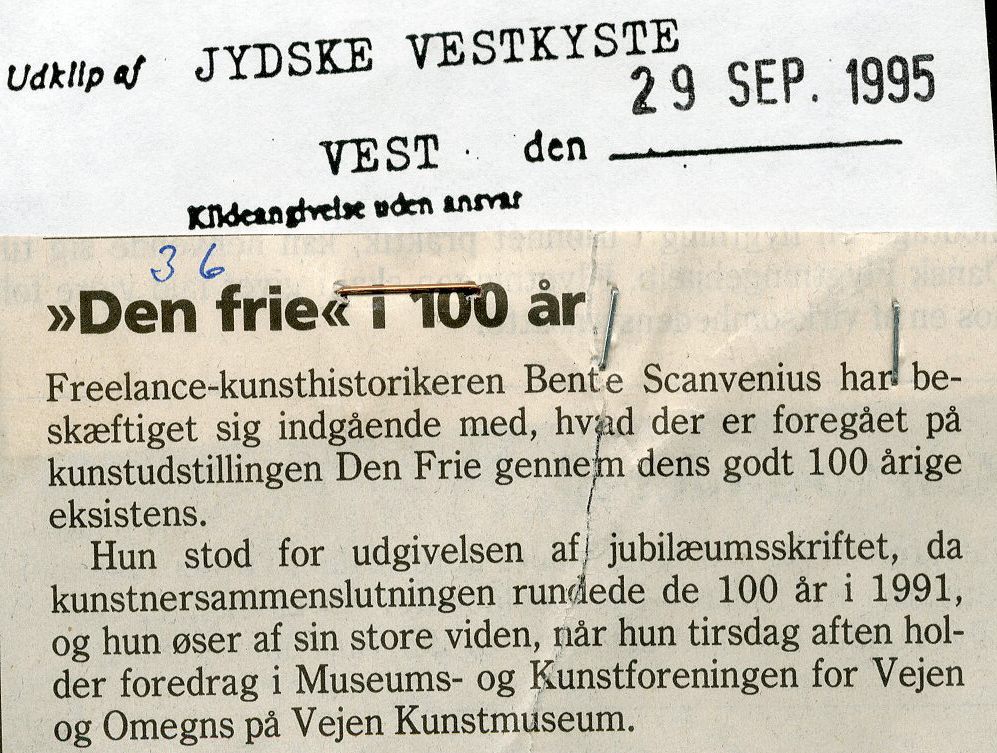 Udklip af JYDSKE VESTKYSTE
29 SEP. 1995
VEST den
Kildeangivelse uden ansvar
36
»Den frie« i 100 år
Freelance-kunsthistorikeren Bente Scanvenius har be-
skæftiget sig indgående med, hvad der er foregået på
kunstudstillingen Den Frie gennem dens godt 100 årige
eksistens.
Hun stod for udgivelsen af jubilæumsskriftet, da
kunstnersammenslutningen rundede de 100 år i 1991,
og hun øser af sin store viden, når hun tirsdag aften hol-
der foredrag i Museums- og Kunstforeningen for Vejen
og Omegns på Vejen Kunstmuseum.